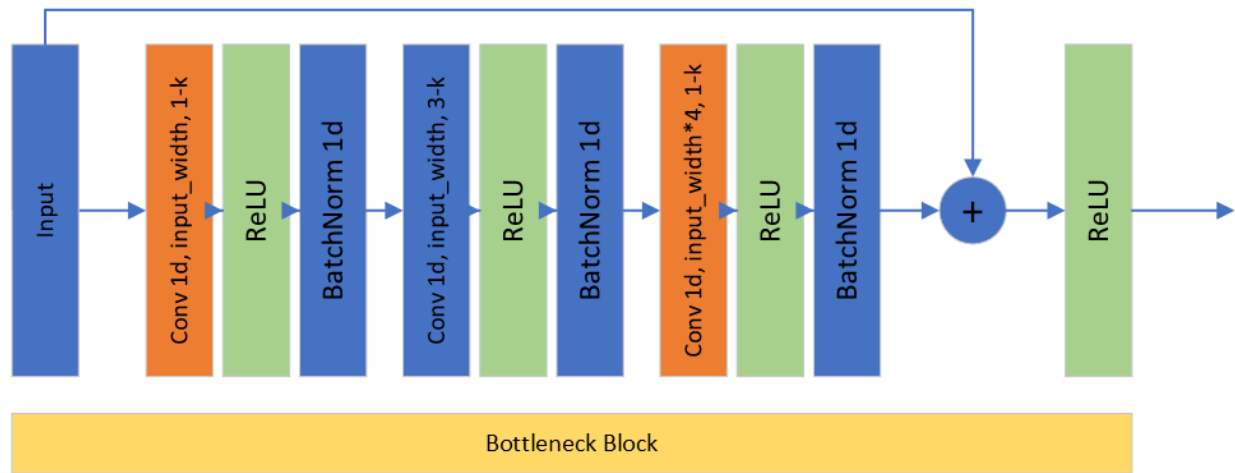 Input
Conv 1d, input_width, 1-k
ReLU
BatchNorm 1d
Conv 1d, input_width, 3-k
ReLU
BatchNorm 1d
Conv 1d, input_width*4, 1-k
ReLU
BatchNorm 1d
+
ReLU
Bottleneck Block